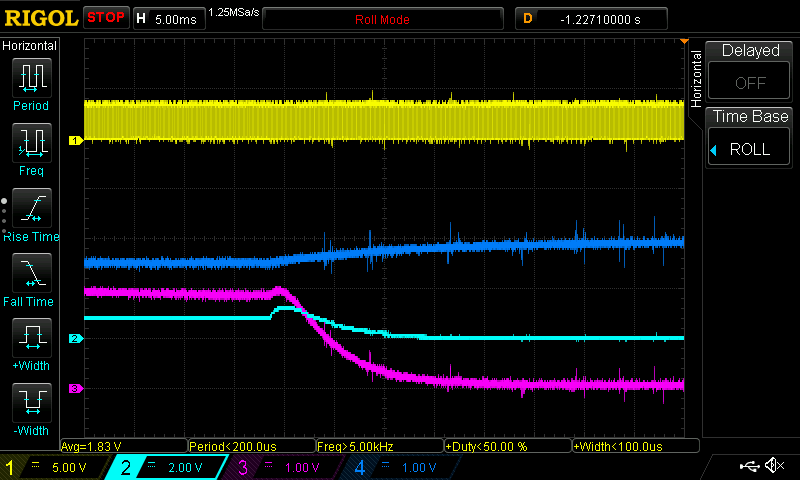 RIGOL STOP H 5.00ms 1.25MSa/s Roll Mode D -1.22710000 s
Horizontal
Period
Freq
Rise Time
Fall Time
+Width
-Width
1
2
3
Horizontal
Delayed
OFF
Time Base
ROLL
Avg=1.83 V Period<200.0us Freq>5.00kHz +Duty<50.00 % +Width<100.0us
1 5.00 V 2 2.00 V 3 1.00 V 4 1.00 V